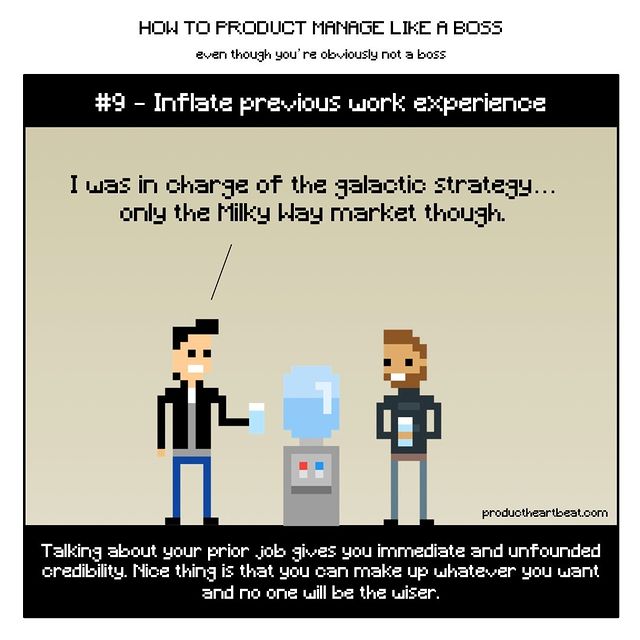 HOW TO PRODUCT MANAGE LIKE A BOSS
even though you're obviously not a boss
#9 - Inflate previous work experience
I was in charge of the galactic strategy...
only the Milky Way market though.
productheartbeat.com
Talking about your prior job gives you immediate and unfounded
credibility. Nice thing is that you can make up whatever you want
and no one will be the wiser.